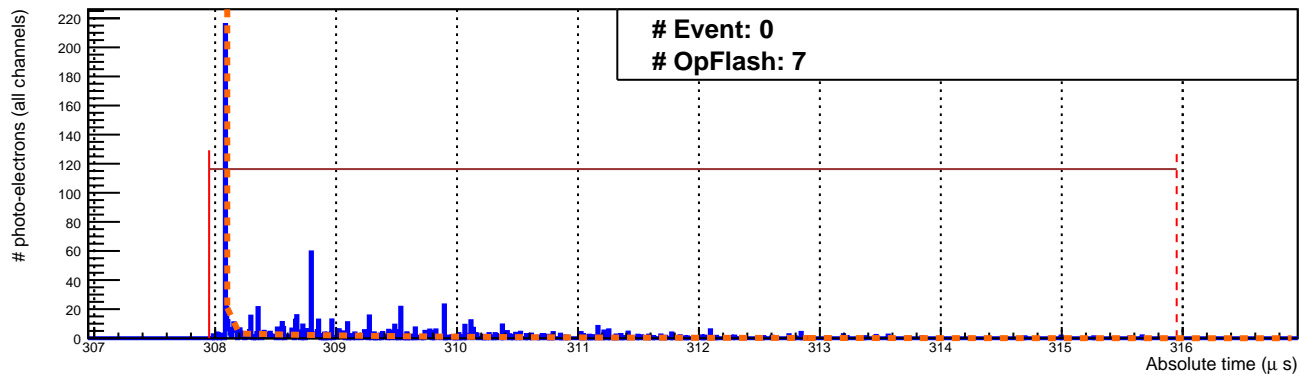 # Event: 0
# OpFlash: 7
# photo-electrons (all channels)
220
200
180
160
140
120
100
80
60
40
20
0
307 308 309 310 311 312 313 314 315 316
Absolute time (μ s)